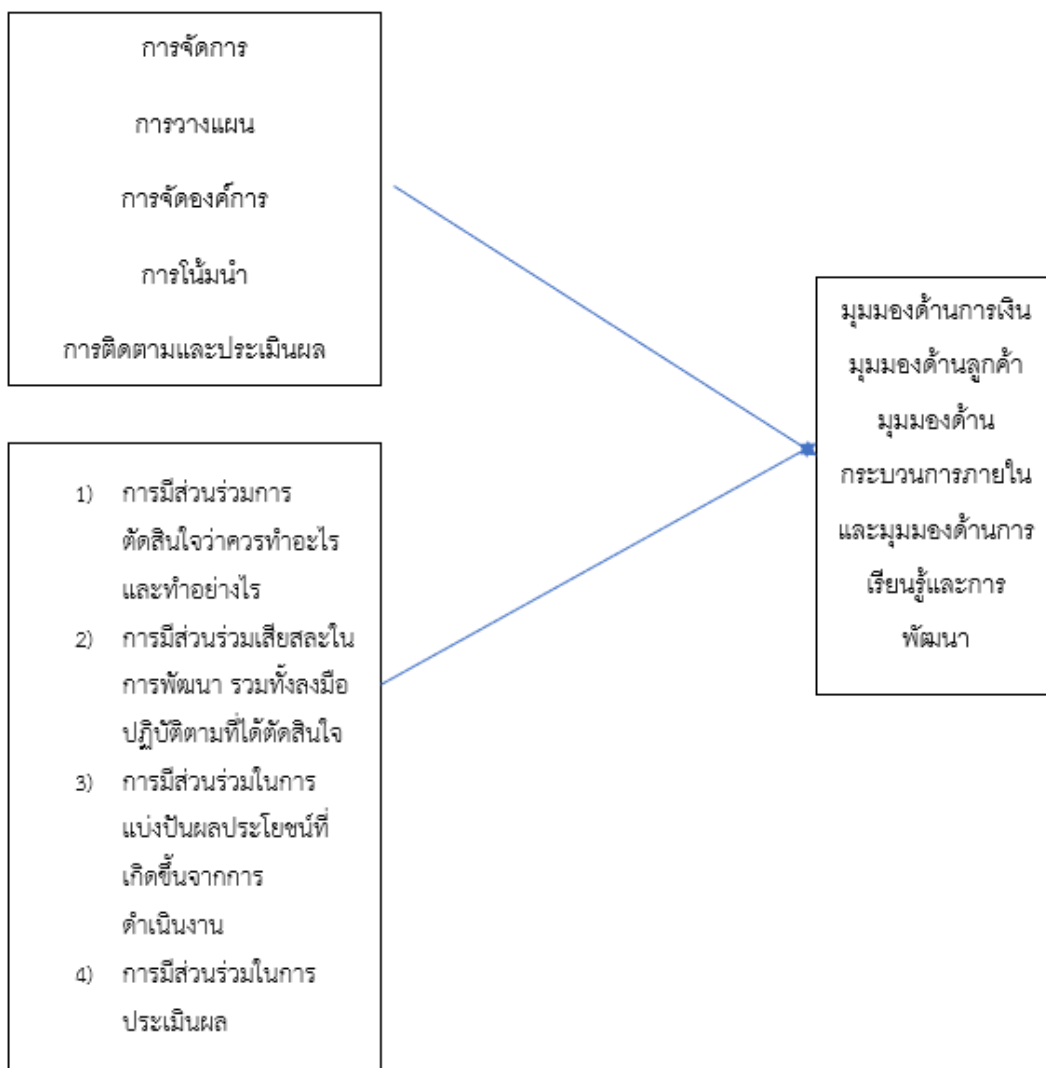 การจัดการ
การวางแผน
การจัดองค์การ
การโน้มนำ
การติดตามและประเมินผล
1) การมีส่วนร่วมการ
ตัดสินใจว่าควรทำอะไร
และทำอย่างไร
2) การมีส่วนร่วมเสียสละใน
การพัฒนา รวมทั้งลงมือ
ปฏิบัติตามที่ได้ตัดสินใจ
3) การมีส่วนร่วมในการ
แบ่งปันผลประโยชน์ที่
เกิดขึ้นจากการ
ดำเนินงาน
4) การมีส่วนร่วมในการ
ประเมินผล
มุมมองด้านการเงิน
มุมมองด้านลูกค้า
มุมมองด้าน
กระบวนการภายใน
และมุมมองด้านการ
เรียนรู้และการ
พัฒนา